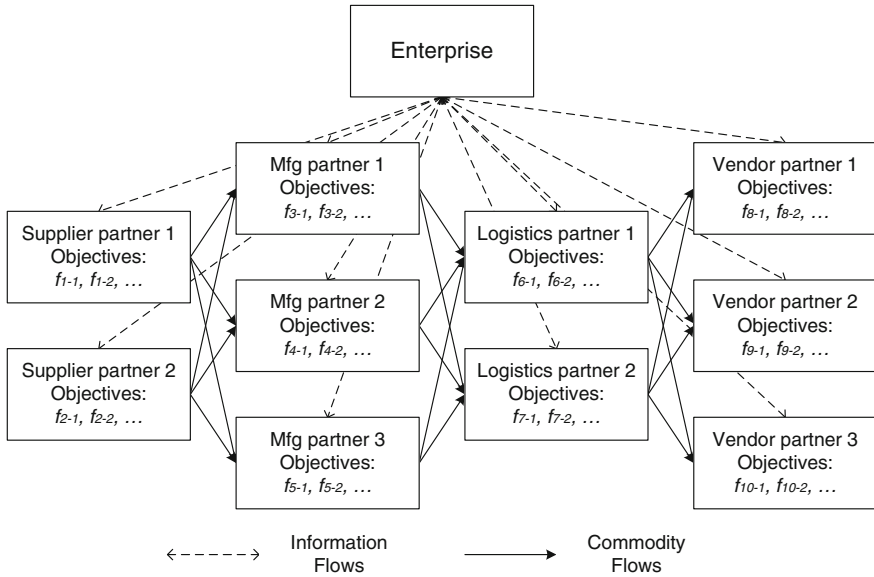 Enterprise
Mfg partner 1
Objectives:
f3-1, f3-2, …
Vendor partner 1
Objectives:
f8-1, f8-2, …
Supplier partner 1
Objectives:
f1-1, f1-2, …
Logistics partner 1
Objectives:
f6-1, f6-2, …
Mfg partner 2
Objectives:
f4-1, f4-2, …
Vendor partner 2
Objectives:
f9-1, f9-2, …
Supplier partner 2
Objectives:
f2-1, f2-2, …
Logistics partner 2
Objectives:
f7-1, f7-2, …
Mfg partner 3
Objectives:
f5-1, f5-2, …
Vendor partner 3
Objectives:
f10-1, f10-2, …
Information
Flows
Commodity
Flows